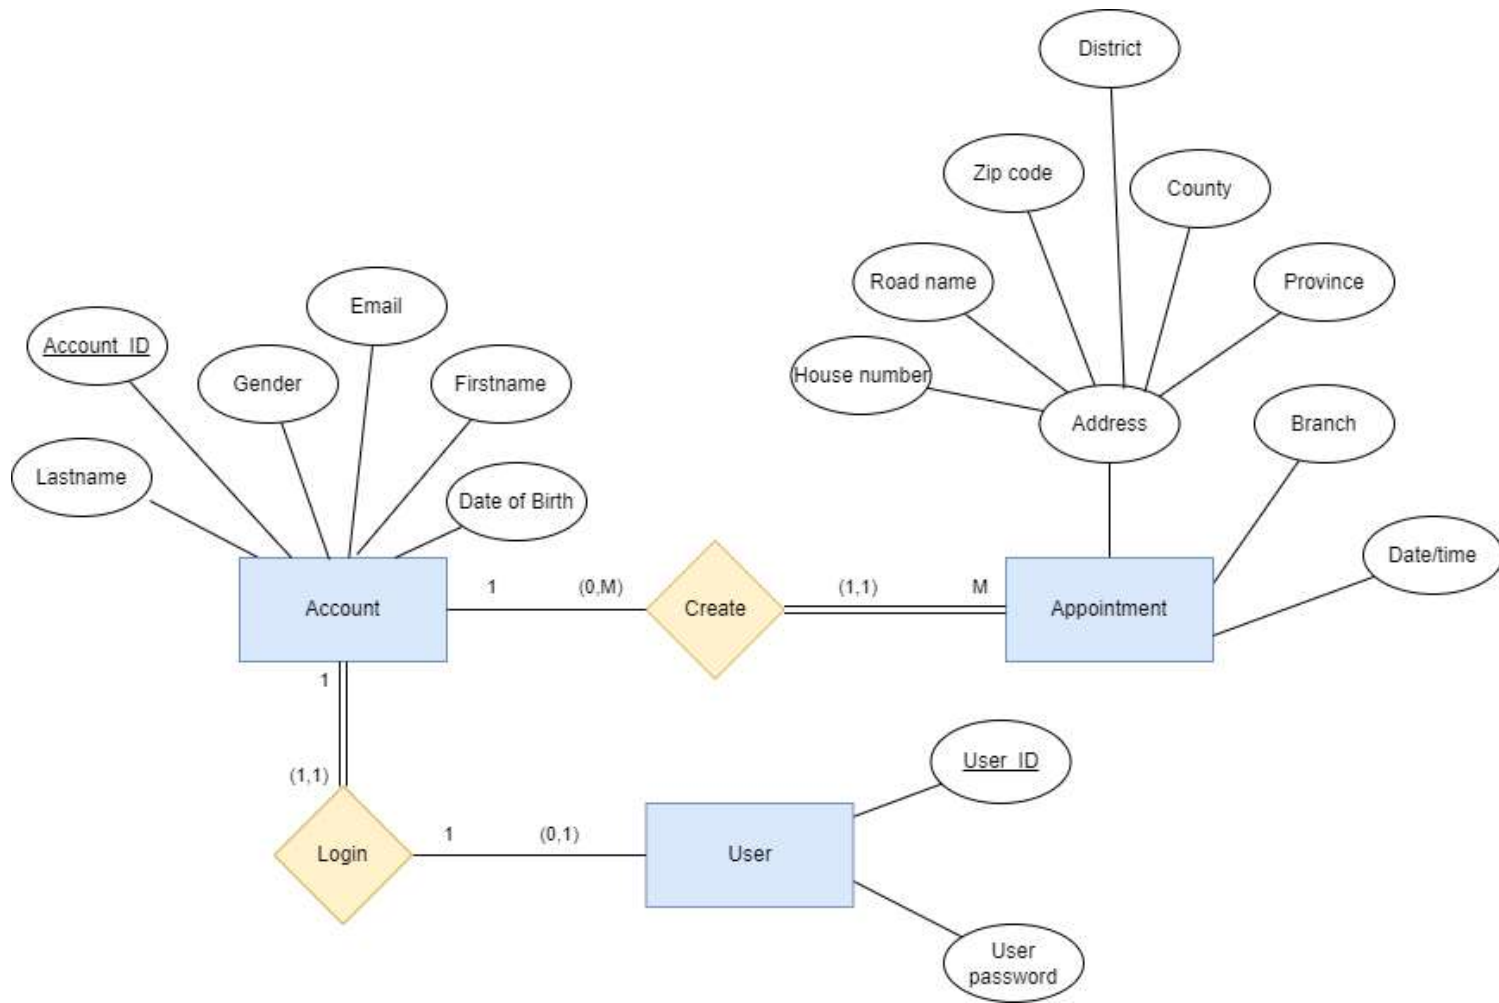 District
Zip code
County
Road name
Province
Email
Account_ID
Gender
Firstname
House number
Address
Branch
Lastname
Date of Birth
Date/time
1
(0,M)
(1,1)
M
Account
Create
Appointment
1
(1,1)
User_ID
1
(0,1)
Login
User
User
password